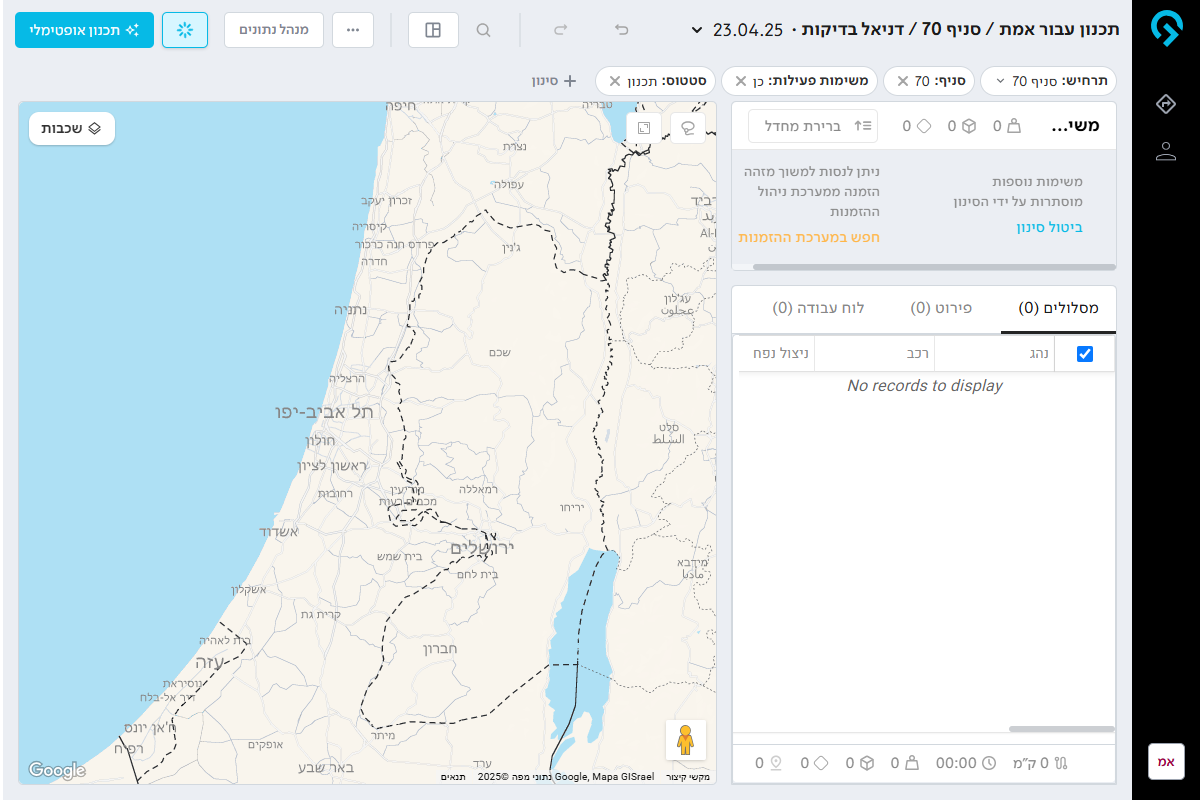 תכנון עבור אמת / סניף 70 / דניאל בדיקות · 23.04.25
מנהל נתונים
תכנון אופטימלי
תרחיש: סניף 70
סניף: 70
משימות פעילות: כן
סטטוס: תכנון
סינון
משי...
0
0
0
ברירת מחדל
משימות נוספות
מוסתרות על ידי הסינון
ביטול סינון
ניתן לנסות למשוך מזהה
הזמנה ממערכת ניהול
ההזמנות
חפש במערכת ההזמנות
מסלולים (0)
פירוט (0)
לוח עבודה (0)
נהג
רכב
ניצול נפח
No records to display
0 ק"מ
00:00
0
0
0
0
אמ
שכבות
חיפה
טבריה
נצרת
עפולה
זכרון יעקב
קיסריה
פרדס חנה כרכור
חדרה
ג'נין
נתניה
עג'לון
عجلون
שכם
הרצליה
תל אביב-יפו
חולון
ראשון לציון
סלט
السلط
רחובות
מודיעין
מכבים רעות
רמאללה
יריחו
אשדוד
ירושלים
בית שמש
בית לחם
מידבא
مادبا
אשקלון
קרית גת
בית לאהיה
עזה
חברון
נוסיראת
דיר אל-בלח
ח'אן יונס
רפיח
אופקים
מיתר
באר שבע
ערד
Google
מקשי קיצור
נתוני מפה ©2025 Google, Mapa GISrael
תנאים